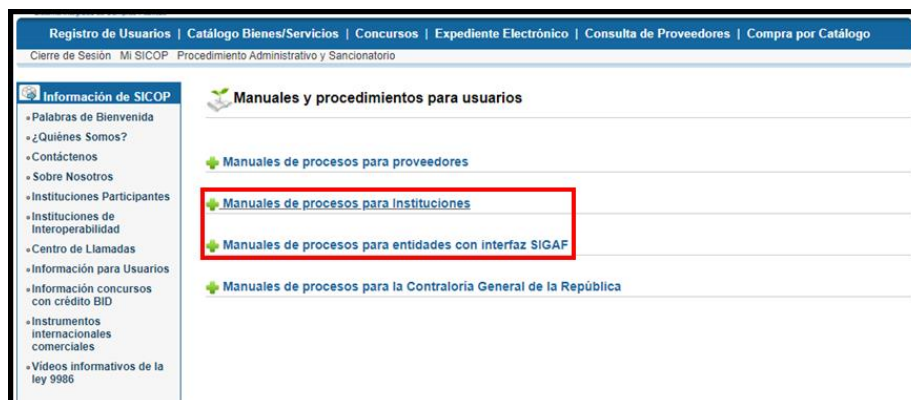 Registro de Usuarios | Catálogo Bienes/Servicios | Concursos | Expediente Electrónico | Consulta de Proveedores | Compra por Catálogo
Cierre de Sesión Mi SICOP Procedimiento Administrativo y Sancionatorio
Información de SICOP
Palabras de Bienvenida
¿Quiénes Somos?
Contáctenos
Sobre Nosotros
Instituciones Participantes
Instituciones de
Interoperabilidad
Centro de Llamadas
Información para Usuarios
Información concursos
con crédito BID
Instrumentos
internacionales
comerciales
Vídeos informativos de la
ley 9986
Manuales y procedimientos para usuarios
Manuales de procesos para proveedores
Manuales de procesos para Instituciones
Manuales de procesos para entidades con interfaz SIGAF
Manuales de procesos para la Contraloría General de la República